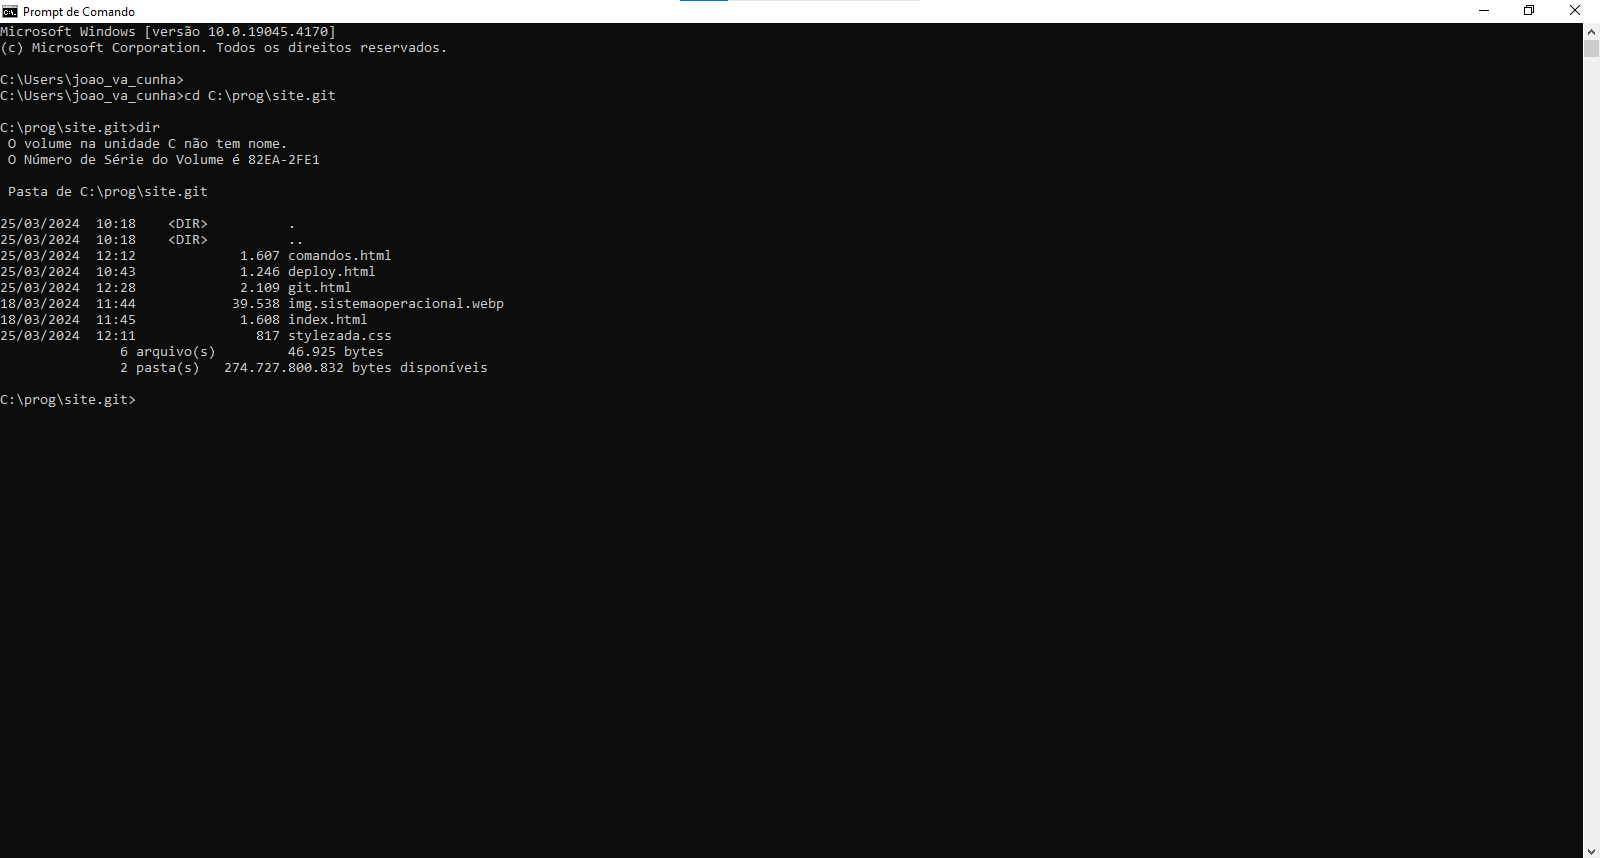 Prompt de Comando
Microsoft Windows [versão 10.0.19045.4170]
(c) Microsoft Corporation. Todos os direitos reservados.
C:\Users\joao_va_cunha>
C:\Users\joao_va_cunha>cd C:\prog\site.git
C:\prog\site.git>dir
 O volume na unidade C não tem nome.
 O Número de Série do Volume é 82EA-2FE1
 Pasta de C:\prog\site.git
25/03/2024  10:18    <DIR>          .
25/03/2024  10:18    <DIR>          ..
25/03/2024  12:12             1.607 comandos.html
25/03/2024  10:43             1.246 deploy.html
25/03/2024  12:28             2.109 git.html
18/03/2024  11:44            39.538 img.sistemaoperacional.webp
18/03/2024  11:45             1.608 index.html
25/03/2024  12:11               817 stylezada.css
               6 arquivo(s)         46.925 bytes
               2 pasta(s)   274.727.800.832 bytes disponíveis
C:\prog\site.git>